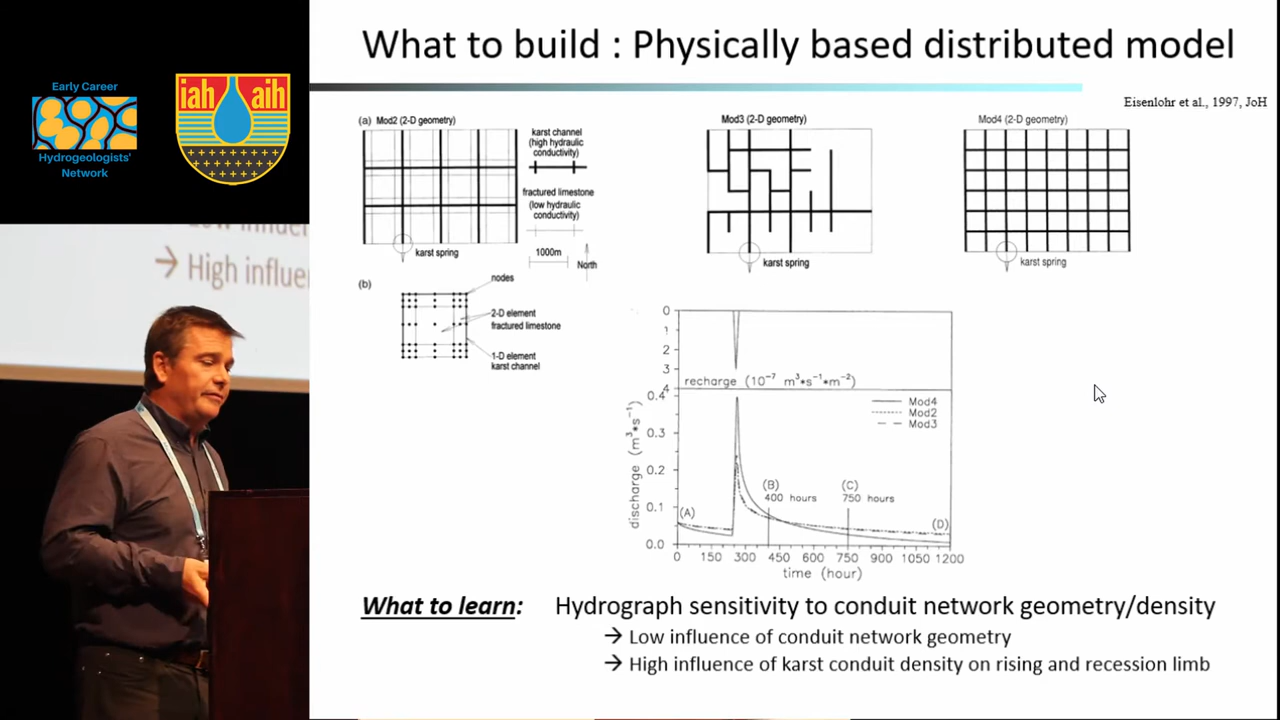 What to build : Physically based distributed model
Early Career
Hydrogeologists'
Network
iah aih
Eisenlohr et al., 1997, JoH
(a) Mod2 (2-D geometry)
karst channel
(high hydraulic
conductivity)
fractured limestone
(low hydraulic
conductivity)
karst spring
1000m
North
Mod3 (2-D geometry)
karst spring
Mod4 (2-D geometry)
karst spring
(b)
nodes
2-D element
fractured limestone
1-D element
karst channel
0
1
2
3
4
recharge (10⁻⁷ m³*s⁻¹*m⁻²)
0.4
0.3
0.2
0.1
0.0
discharge (m³*s⁻¹)
Mod4
Mod2
Mod3
(A)
(B)
400 hours
(C)
750 hours
(D)
0 150 300 450 600 750 900 1050 1200
time (hour)
→ High influe
What to learn: Hydrograph sensitivity to conduit network geometry/density
→ Low influence of conduit network geometry
→ High influence of karst conduit density on rising and recession limb